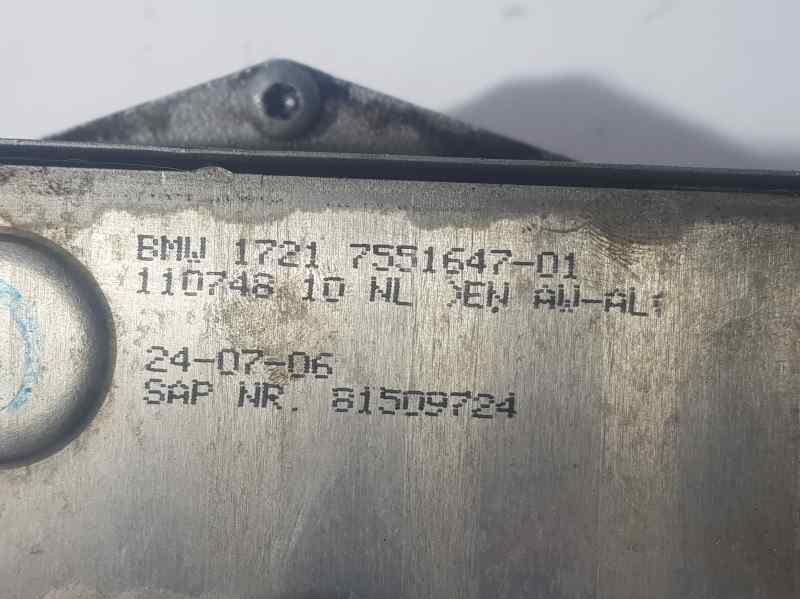 BMW 1721 7551647-01
110748 10 NL >EN AW-AL
24-07-06
SAP NR. 81509724